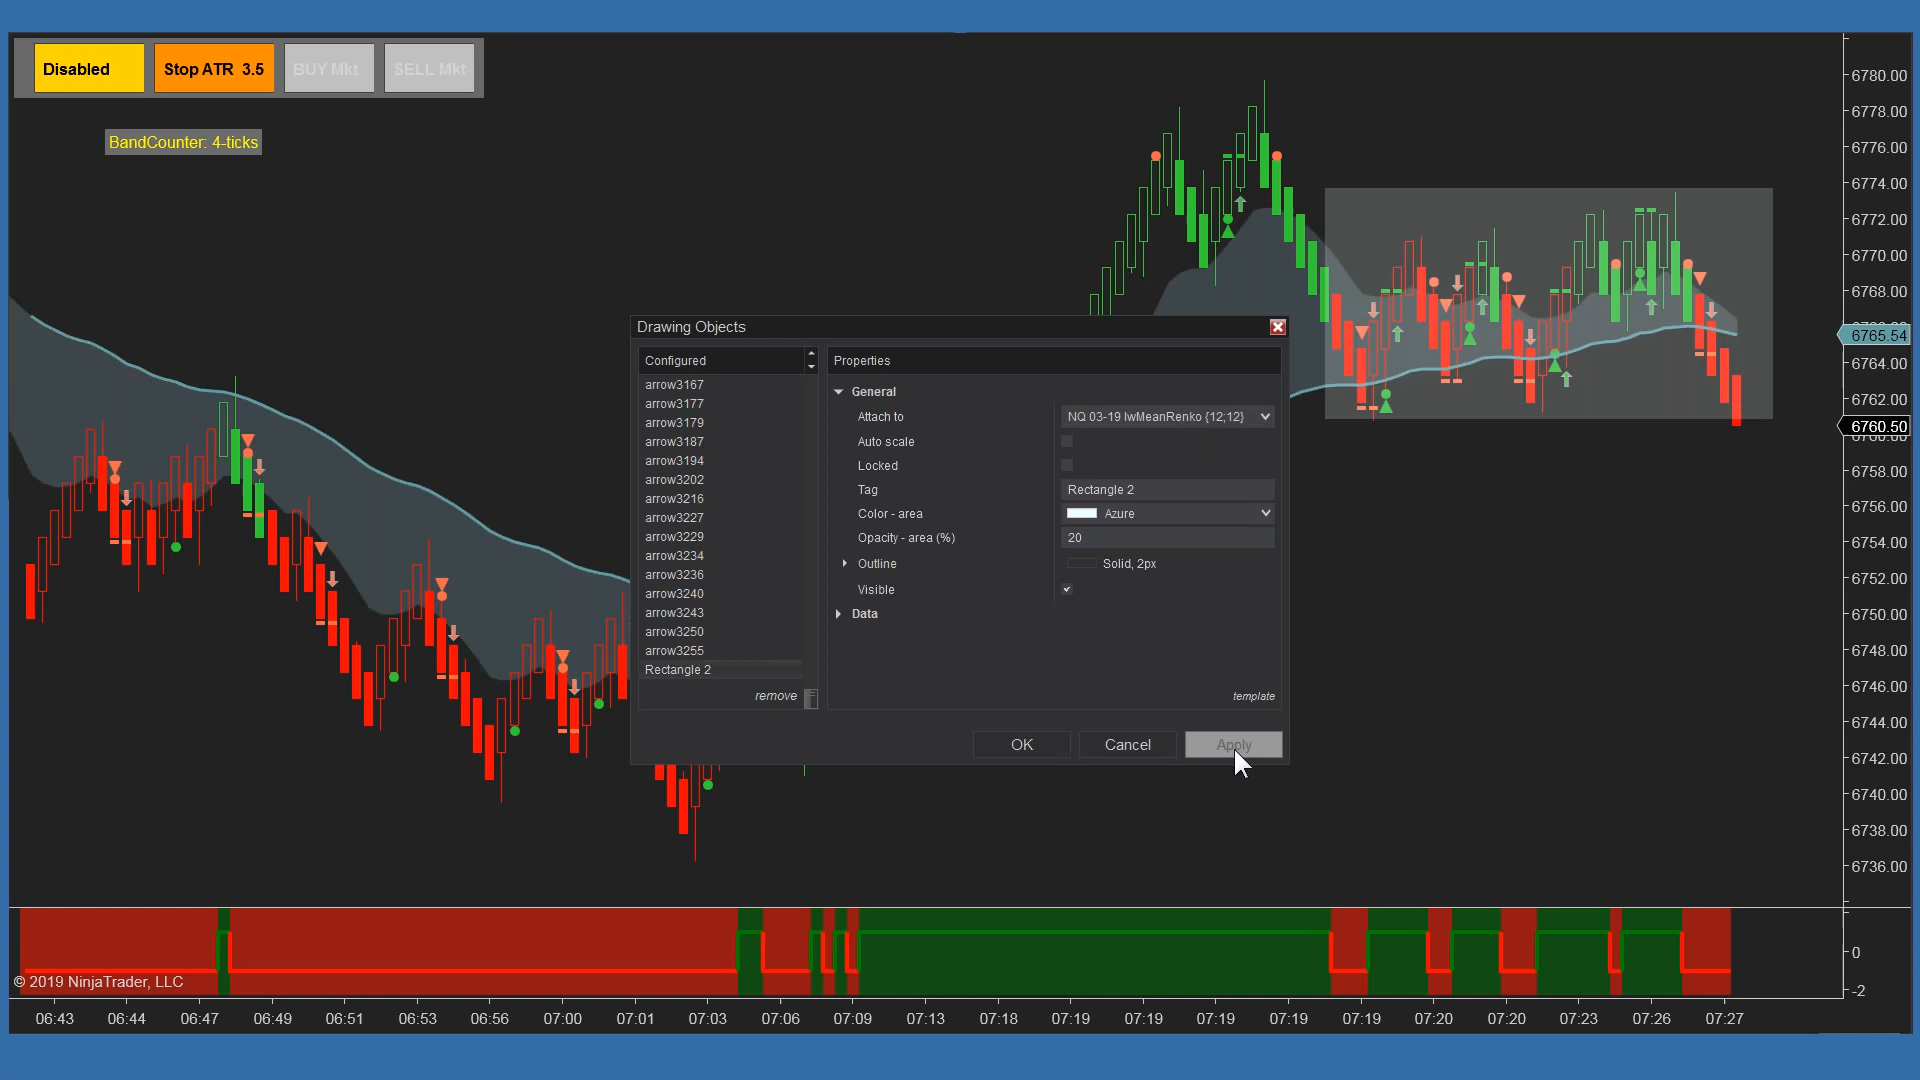 Disabled
Stop ATR 3.5
BUY Mkt
SELL Mkt
BandCounter: 4-ticks
6780.00
6778.00
6776.00
6774.00
6772.00
6770.00
6768.00
6765.54
6764.00
6762.00
6760.50
6758.00
6756.00
6754.00
6752.00
6750.00
6748.00
6746.00
6744.00
6742.00
6740.00
6738.00
6736.00
Drawing Objects
Configured
arrow3167
arrow3177
arrow3179
arrow3187
arrow3194
arrow3202
arrow3216
arrow3227
arrow3229
arrow3234
arrow3236
arrow3240
arrow3243
arrow3250
arrow3255
Rectangle 2
remove
Properties
General
Attach to NQ 03-19 lwMeanRenko {12;12}
Auto scale
Locked
Tag Rectangle 2
Color - area Azure
Opacity - area (%) 20
Outline Solid, 2px
Visible
Data
template
OK Cancel Apply
0
-2
© 2019 NinjaTrader, LLC
06:43 06:44 06:47 06:49 06:51 06:53 06:56 07:00 07:01 07:03 07:06 07:09 07:13 07:18 07:19 07:19 07:19 07:19 07:19 07:20 07:20 07:23 07:26 07:27